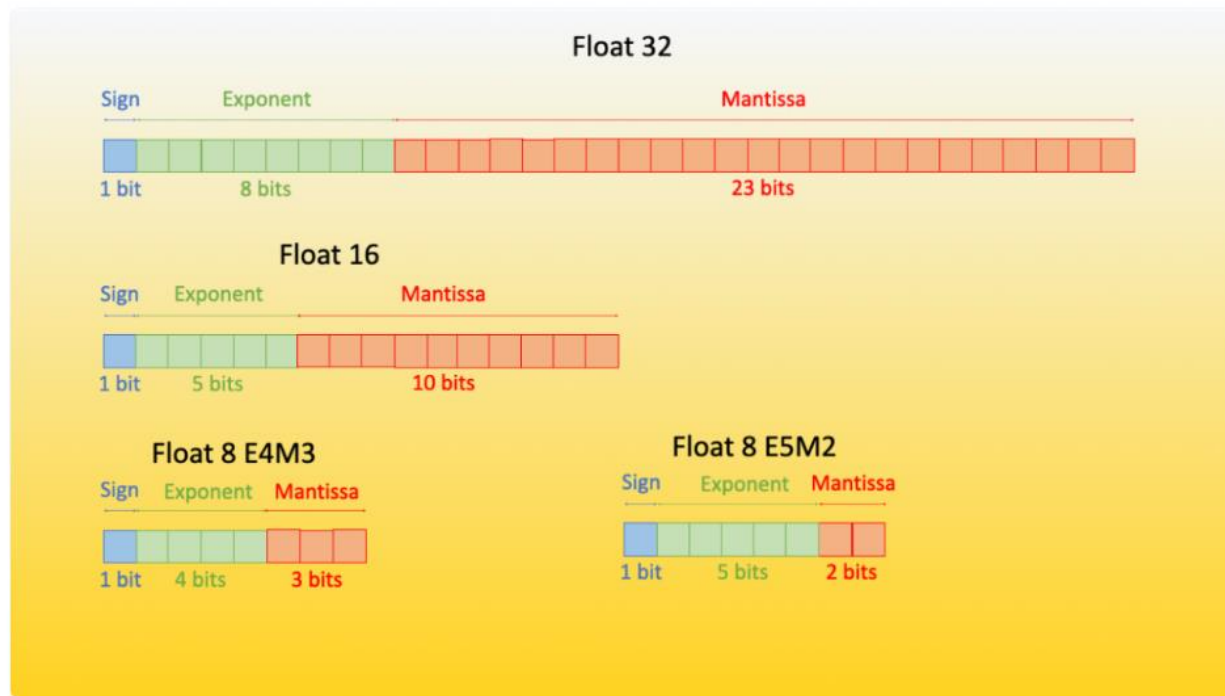 Float 32
Sign Exponent Mantissa
1 bit 8 bits 23 bits
Float 16
Sign Exponent Mantissa
1 bit 5 bits 10 bits
Float 8 E4M3
Sign Exponent Mantissa
1 bit 4 bits 3 bits
Float 8 E5M2
Sign Exponent Mantissa
1 bit 5 bits 2 bits